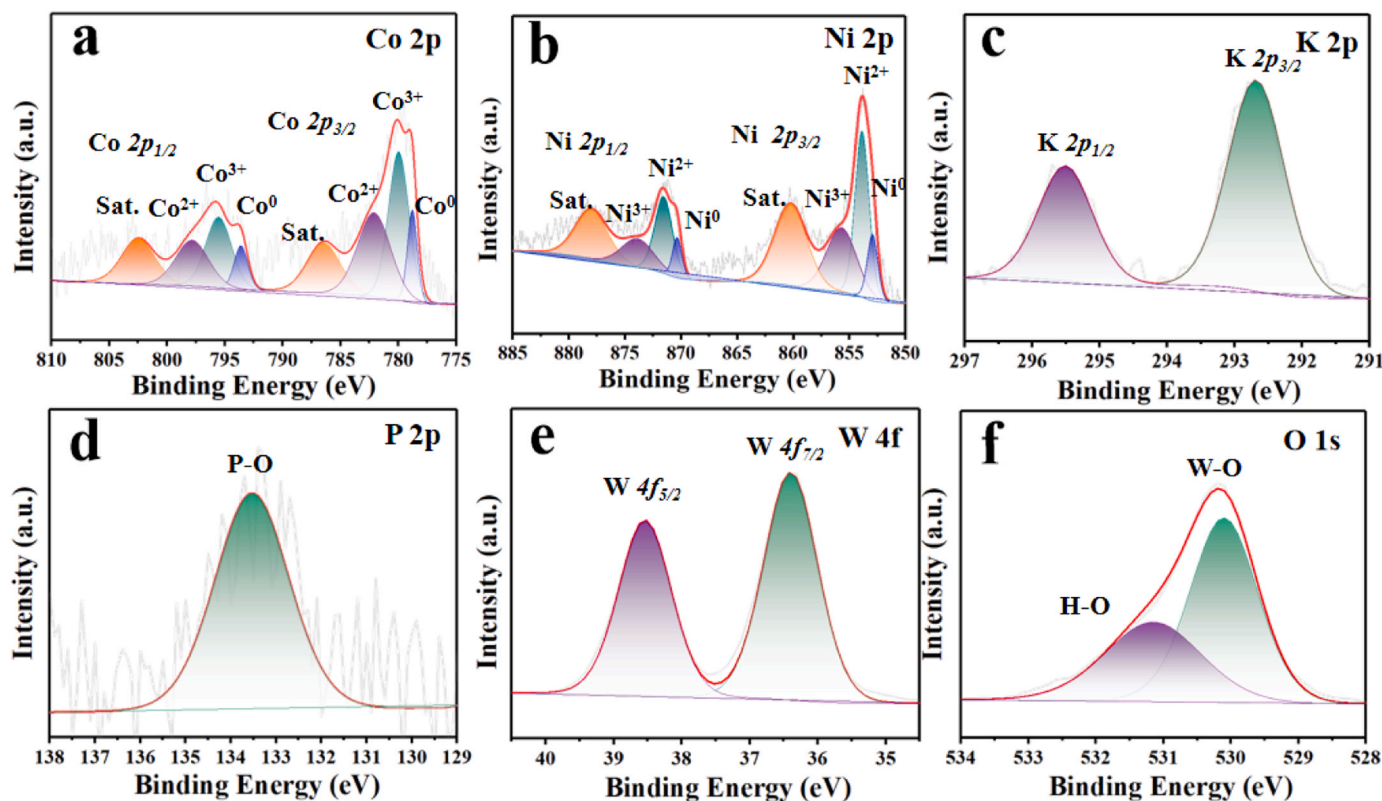 a
Co 2p
Co³⁺
Co 2p₃/₂
Co 2p₁/₂
Co³⁺
Sat.
Co²⁺
Co⁰
Sat.
Co²⁺
Co⁰
Intensity (a.u.)
810 800 795 790 785 780 775
Binding Energy (eV)
b
Ni 2p
Ni²⁺
Ni 2p₁/₂
Ni 2p₃/₂
Ni²⁺
Sat.
Ni³⁺
Ni⁰
Sat.
Ni³⁺
Ni⁰
Intensity (a.u.)
885 880 875 870 865 860 855 850
Binding Energy (eV)
c
K 2p
K 2p₃/₂
K 2p₁/₂
Intensity (a.u.)
297 296 295 294 293 292 291
Binding Energy (eV)
d
P 2p
P-O
Intensity (a.u.)
138 137 136 135 134 133 132 131 130 129
Binding Energy (eV)
e
W 4f
W 4f₇/₂
W 4f₅/₂
Intensity (a.u.)
40 39 38 37 36 35
Binding Energy (eV)
f
O 1s
W-O
H-O
Intensity (a.u.)
534 533 532 531 530 529 528
Binding Energy (eV)